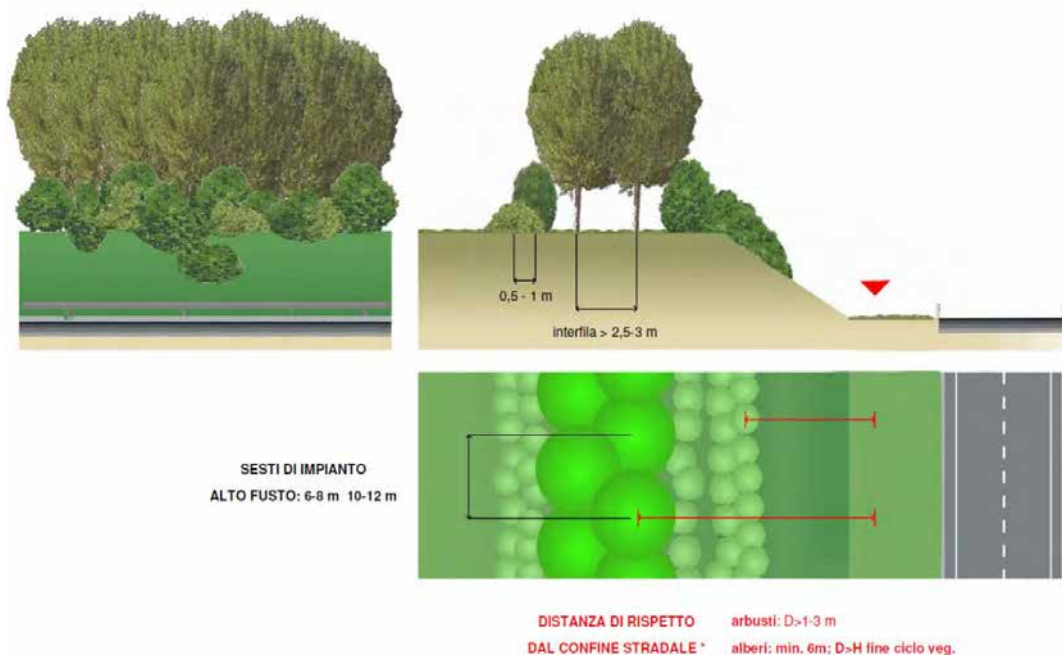 0,5 - 1 m
interfila > 2,5-3 m
SESTI DI IMPIANTO
ALTO FUSTO: 6-8 m 10-12 m
DISTANZA DI RISPETTO arbusti: D>1-3 m
DAL CONFINE STRADALE * alberi: min. 6m; D>H fine ciclo veg.